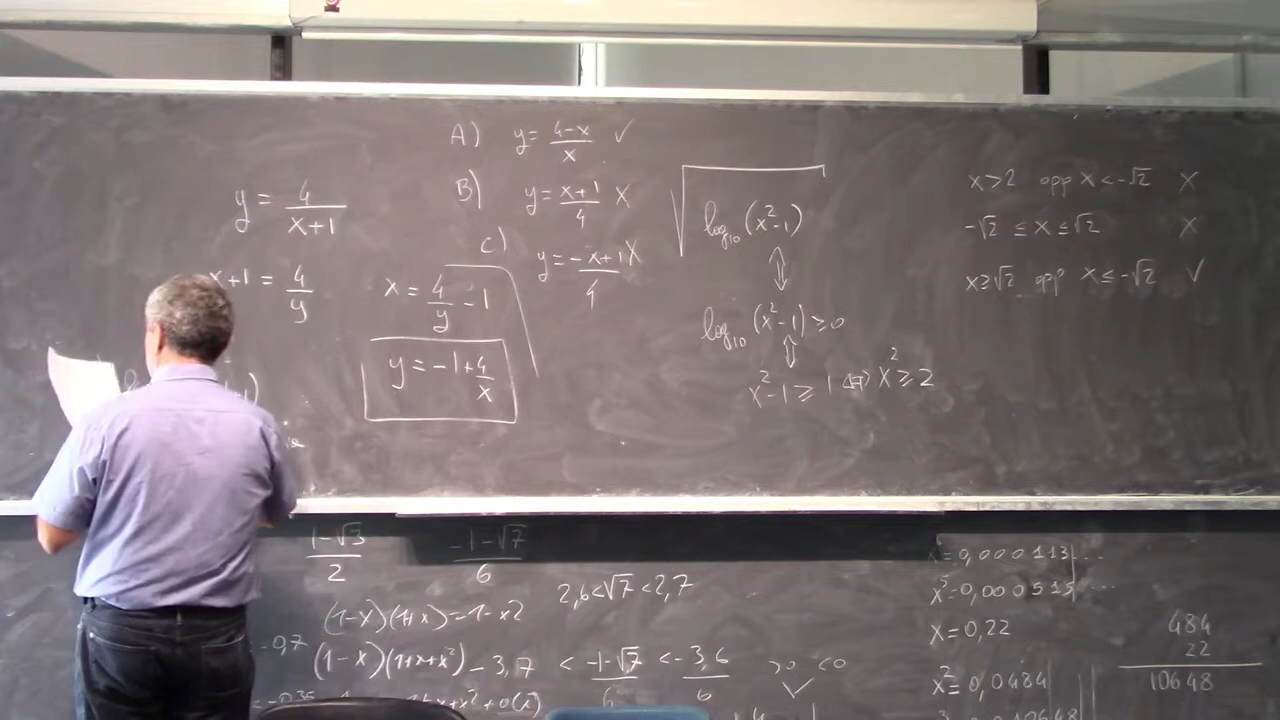 y = 4/(x+1)
x+1 = 4/y
x = 4/y - 1
y = -1 + 4/x
A) y = (4-x)/x ✓
B) y = (x+1)/4 X
C) y = (-x+1)/4 X
√log₁₀(x²-1)
⇕
log₁₀(x²-1) ≥ 0
⇕
x²-1 ≥ 1 ⇔ x² ≥ 2
x>2 opp x<-√2 X
-√2 ≤ x ≤ √2 X
x≥√2 opp x≤-√2 ✓
(1-√3)/2
(-1-√7)/6
2,6<√7<2,7
(1-x)(1+x)=1-x2
(1-x)(1+x+x²)
-3,7 < (-1-√7)/6 < -3,6/6
>0 <0
=0,000113...
=0,000515...
x=0,22
x²=0,0484
484
22
10648